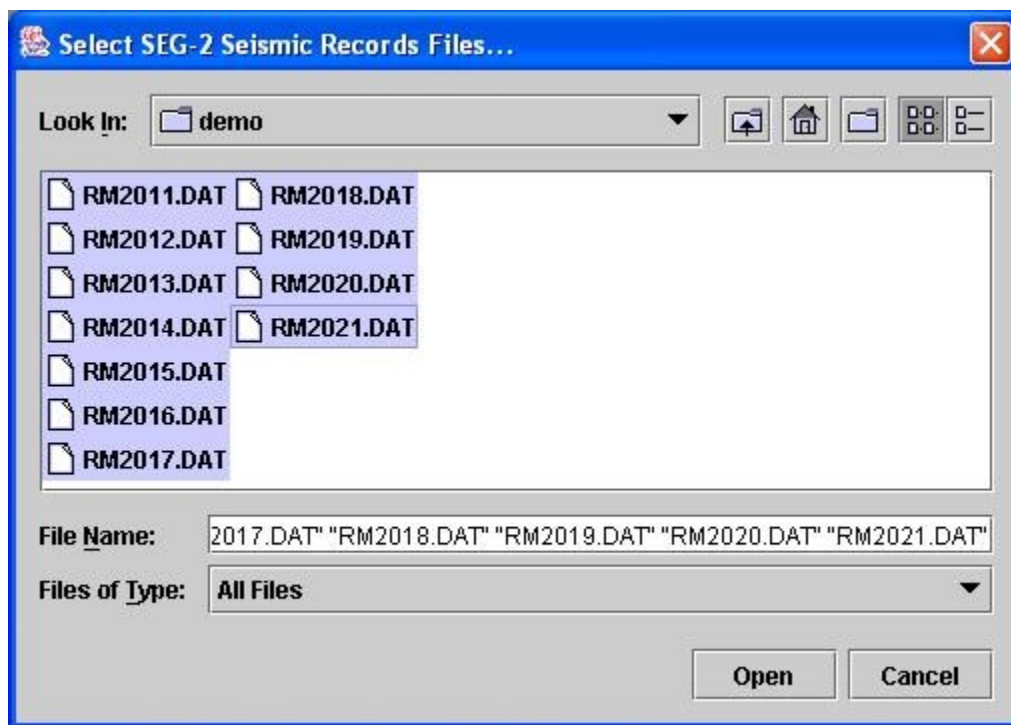 Select SEG-2 Seismic Records Files...
Look In: demo
RM2011.DAT RM2018.DAT
RM2012.DAT RM2019.DAT
RM2013.DAT RM2020.DAT
RM2014.DAT RM2021.DAT
RM2015.DAT
RM2016.DAT
RM2017.DAT
File Name: 2017.DAT" "RM2018.DAT" "RM2019.DAT" "RM2020.DAT" "RM2021.DAT"
Files of Type: All Files
Open Cancel